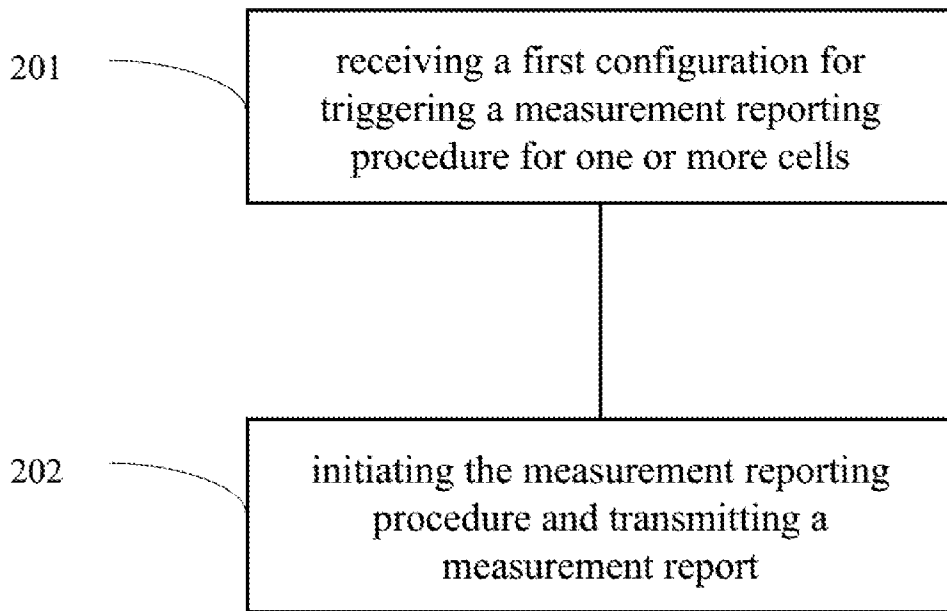 201
receiving a first configuration for
triggering a measurement reporting
procedure for one or more cells
202
initiating the measurement reporting
procedure and transmitting a
measurement report